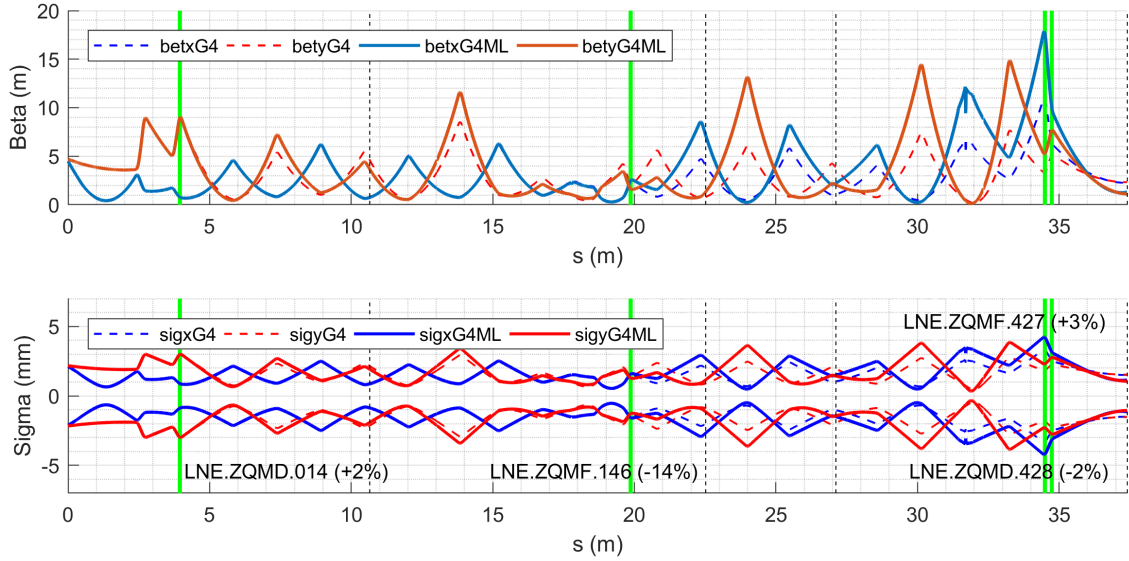 20
15
10
5
0
Beta (m)
betxG4 betyG4 betxG4ML betyG4ML
0 5 10 15 20 25 30 35
s (m)
5
0
-5
Sigma (mm)
sigxG4 sigyG4 sigxG4ML sigyG4ML
LNE.ZQMF.427 (+3%)
LNE.ZQMD.014 (+2%) LNE.ZQMF.146 (-14%) LNE.ZQMD.428 (-2%)
0 5 10 15 20 25 30 35
s (m)